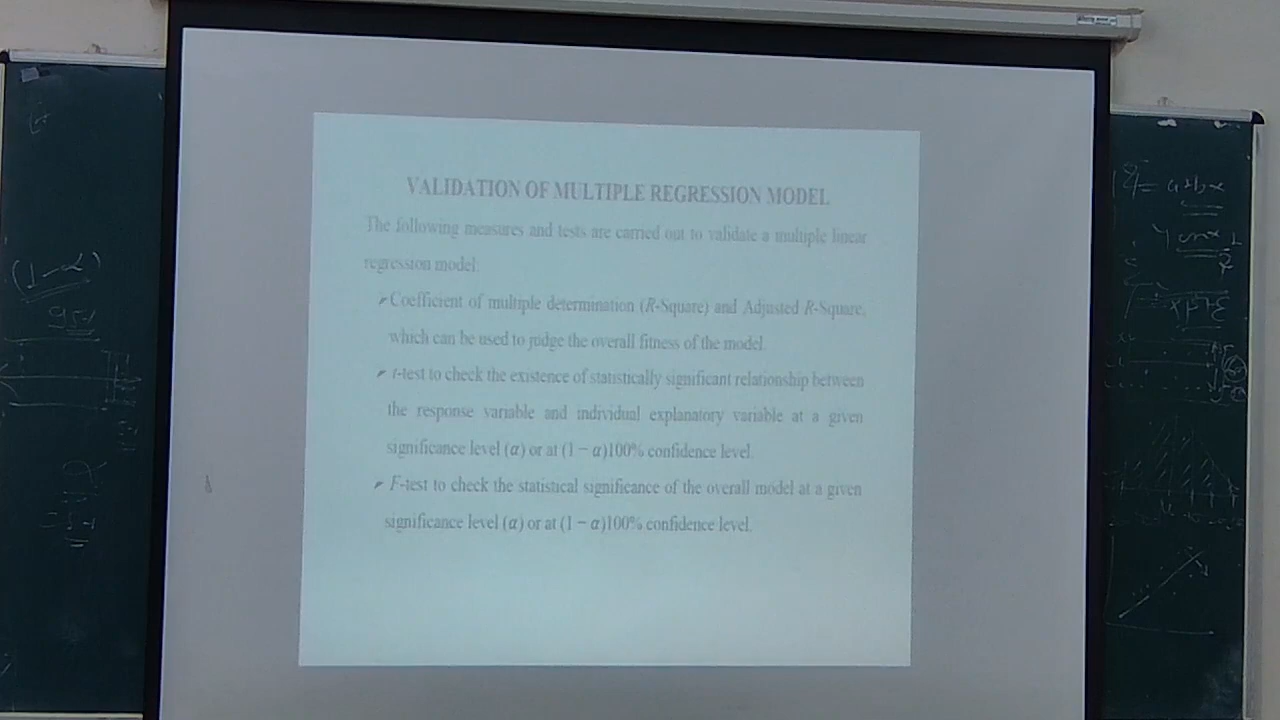 VALIDATION OF MULTIPLE REGRESSION MODEL
The following measures and tests are carried out to validate a multiple linear
regression model.
Coefficient of multiple determination (R-Square) and Adjusted R-Square,
which can be used to judge the overall fitness of the model.
t-test to check the existence of statistically significant relationship between
the response variable and individual explanatory variable at a given
significance level (α) or at (1 − α)100% confidence level.
F-test to check the statistical significance of the overall model at a given
significance level (α) or at (1 − α)100% confidence level.
(1-α)